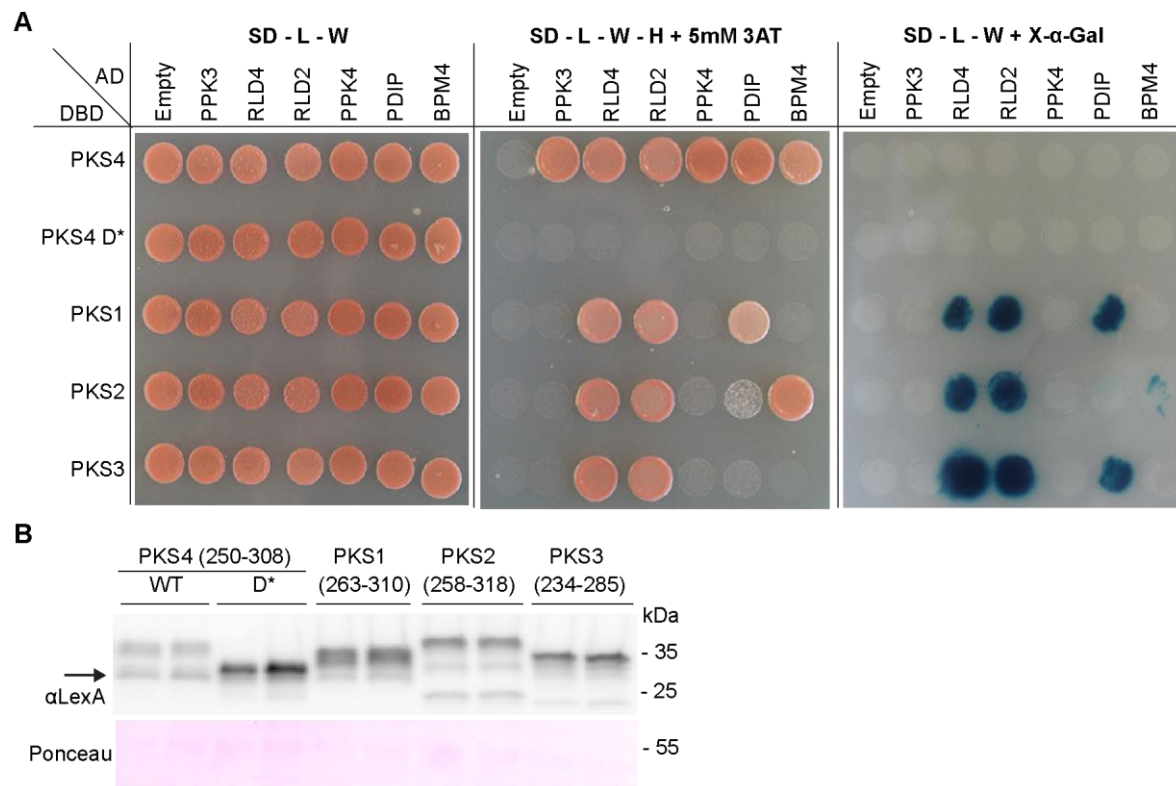 A
SD - L - W
SD - L - W - H + 5mM 3AT
SD - L - W + X-α-Gal
AD
DBD
Empty
PPK3
RLD4
RLD2
PPK4
PDIP
BPM4
Empty
PPK3
RLD4
RLD2
PPK4
PDIP
BPM4
Empty
PPK3
RLD4
RLD2
PPK4
PDIP
BPM4
PKS4
PKS4 D*
PKS1
PKS2
PKS3
B
PKS4 (250-308) PKS1 PKS2 PKS3
WT D* (263-310) (258-318) (234-285)
kDa
- 35
- 25
αLexA
Ponceau
- 55